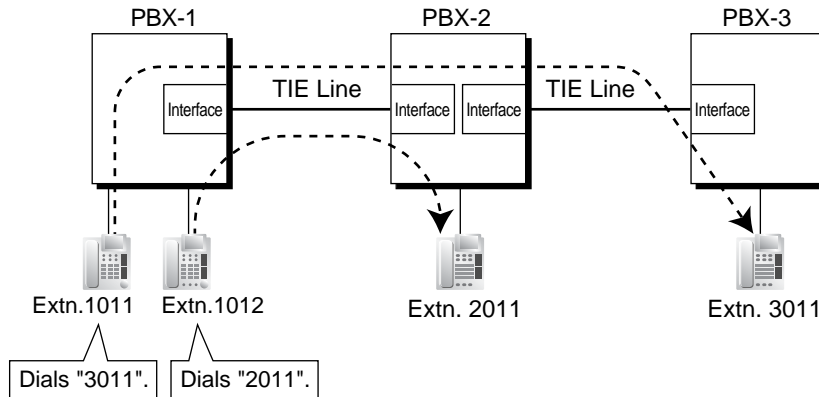 PBX-1
PBX-2
PBX-3
TIE Line
TIE Line
Interface
Interface
Interface
Interface
Extn.1011
Extn.1012
Extn. 2011
Extn. 3011
Dials "3011".
Dials "2011".